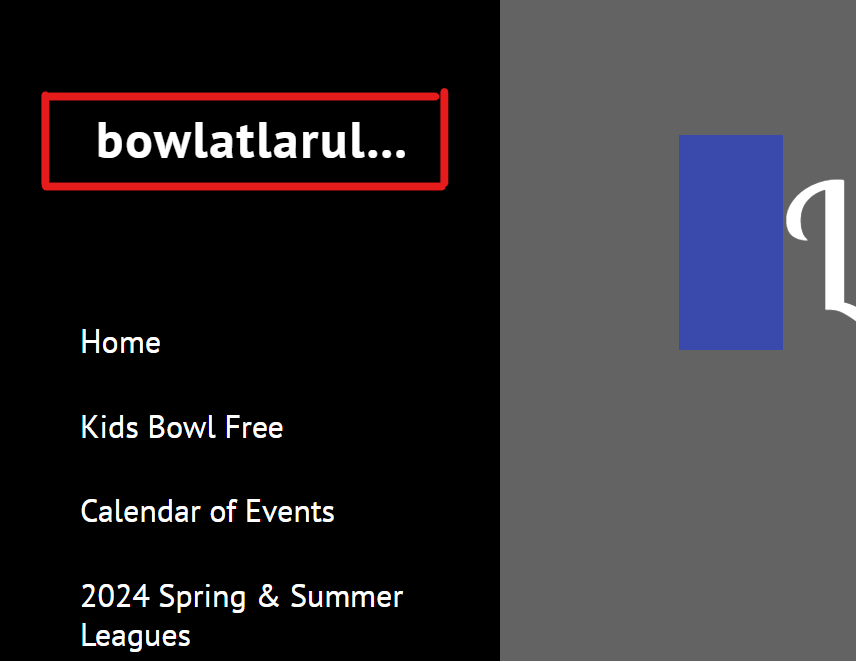 bowlatlarul...
Home
Kids Bowl Free
Calendar of Events
2024 Spring & Summer
Leagues